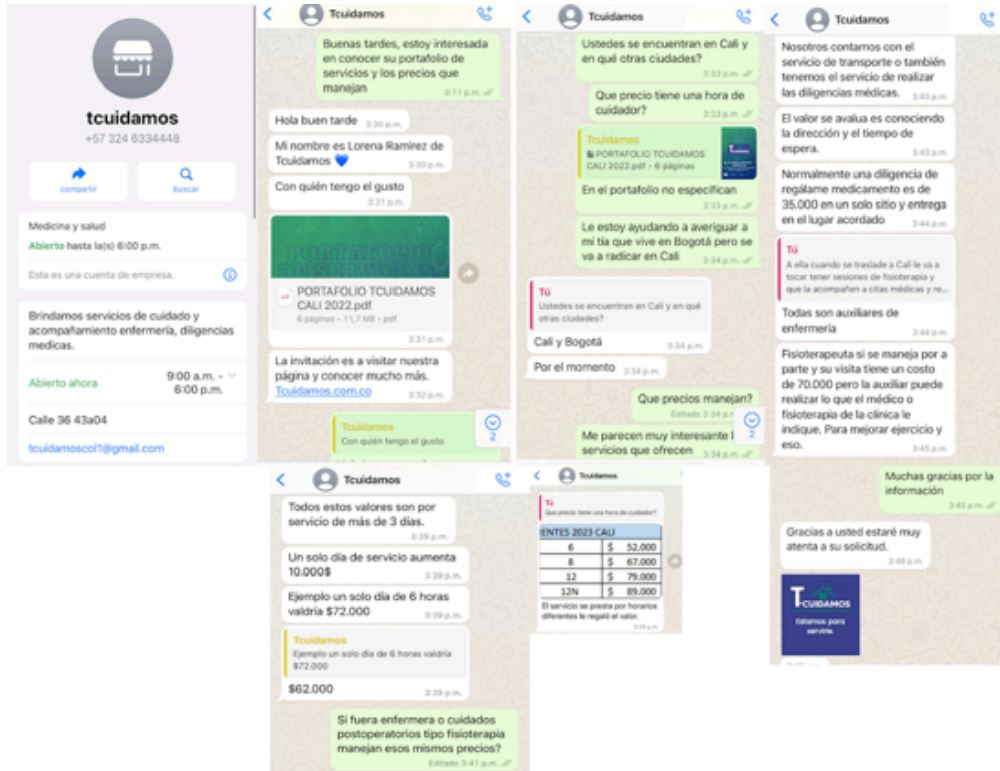 tcuidamos
+57 324 6334448
compartir
buscar
Medicina y salud
Abierto hasta la(s) 6:00 p.m.
Esta es una cuenta de empresa.
Brindamos servicios de cuidado y
acompañamiento enfermería, diligencias
medicas.
Abierto ahora
9:00 a.m. -
6:00 p.m.
Calle 36 43a04
tcuidamoscol1@gmail.com
Tcuidamos
Buenas tardes, estoy interesada
en conocer su portafolio de
servicios y los precios que
manejan
3:11 p.m.
Hola buen tarde 3:30 p.m.
Mi nombre es Lorena Ramírez de
Tcuidamos 💙 3:30 p.m.
Con quién tengo el gusto
3:31 p.m.
PORTAFOLIO
DE SERVICIOS
PORTAFOLIO TCUIDAMOS
CALI 2022.pdf
6 páginas • 11,7 MB • pdf
3:31 p.m.
La invitación es a visitar nuestra
página y conocer mucho más.
Tcuidamos.com.co 3:32 p.m.
Tcuidamos
Con quién tengo el gusto
2
Tcuidamos
Ustedes se encuentran en Cali y
en qué otras ciudades?
3:33 p.m.
Que precio tiene una hora de
cuidador?
3:33 p.m.
Tcuidamos
PORTAFOLIO TCUIDAMOS
CALI 2022.pdf • 6 páginas
En el portafolio no especifican
3:33 p.m.
Le estoy ayudando a averiguar a
mi tía que vive en Bogotá pero se
va a radicar en Cali 3:34 p.m.
Tú
Ustedes se encuentran en Cali y en qué
otras ciudades?
Cali y Bogotá 3:34 p.m.
Por el momento 3:34 p.m.
Que precios manejan?
Editado 3:34 p.
Me parecen muy interesante l
servicios que ofrecen 3:34 p.m.
2
Tcuidamos
Nosotros contamos con el
servicio de transporte o también
tenemos el servicio de realizar
las diligencias médicas. 3:43 p.m.
El valor se avalua es conociendo
la dirección y el tiempo de
espera. 3:43 p.m.
Normalmente una diligencia de
regálame medicamento es de
35.000 en un solo sitio y entrega
en el lugar acordado 3:44 p.m.
Tú
A ella cuando se traslade a Cali le va a
tocar tener sesiones de fisioterapia y
que la acompañen a citas médicas y re...
Todas son auxiliares de
enfermería 3:44 p.m.
Fisioterapeuta si se maneja por a
parte y su visita tiene un costo
de 70.000 pero la auxiliar puede
realizar lo que el médico o
fisioterapia de la clínica le
indique. Para mejorar ejercicio y
eso. 3:45 p.m.
Muchas gracias por la
información
3:45 p.m.
Gracias a usted estaré muy
atenta a su solicitud.
3:46 p.m.
TCUIDAMOS
Estamos para
servirte.
Tcuidamos
Todos estos valores son por
servicio de más de 3 días.
3:39 p.m.
Un solo día de servicio aumenta
10.000$ 3:39 p.m.
Ejemplo un solo día de 6 horas
valdría $72.000 3:39 p.m.
Tcuidamos
Ejemplo un solo día de 6 horas valdría
$72.000
$62.000 3:39 p.m.
Si fuera enfermera o cuidados
postoperatorios tipo fisioterapia
manejan esos mismos precios?
Editado 3:41 p.m.
Tcuidamos
Tú
Que precio tiene una hora de cuidador?
IENTES 2023 CALI
6 $ 52.000
8 $ 67.000
12 $ 79.000
12N $ 89.000
El servicio se presta por horarios
diferentes le regaló el valor.